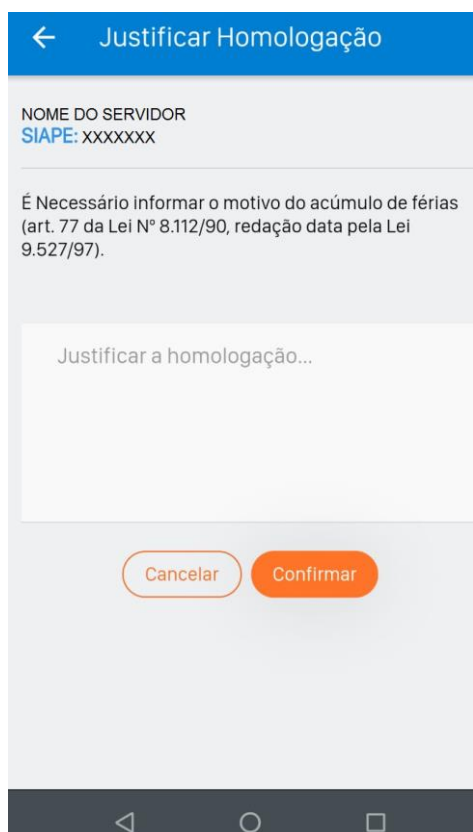 Justificar Homologação
NOME DO SERVIDOR
SIAPE: XXXXXXX
É Necessário informar o motivo do acúmulo de férias
(art. 77 da Lei Nº 8.112/90, redação data pela Lei
9.527/97).
Justificar a homologação...
Cancelar Confirmar